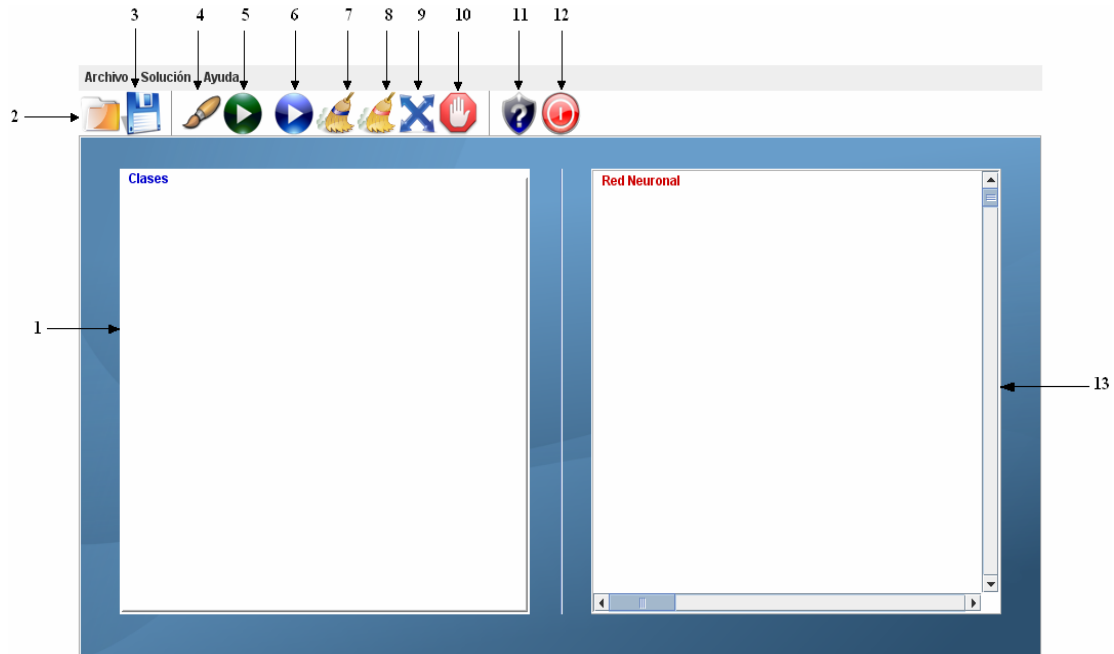 3 4 5 6 7 8 9 10 11 12
Archivo Solución Ayuda
2
Clases
Red Neuronal
1
13